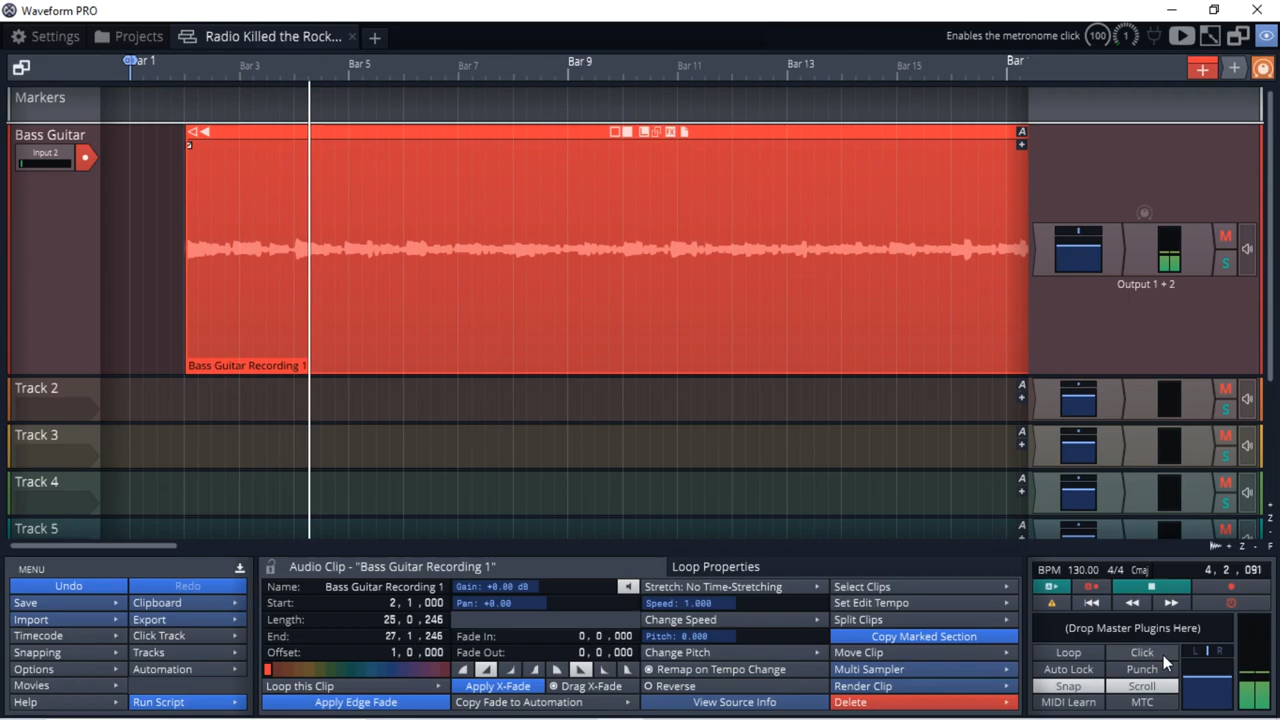 Waveform PRO
Settings Projects Radio Killed the Rock... Enables the metronome click 100 1
Bar 1 Bar 3 Bar 5 Bar 7 Bar 9 Bar 11 Bar 13 Bar 15 Bar
Markers
Bass Guitar
Input 2
A
M
S
Output 1 + 2
Bass Guitar Recording 1
Track 2 A M
S
Track 3 A M
S
Track 4 A M
S
Track 5 A M
Z
Z F
MENU
Undo Redo
Save Clipboard
Import Export
Timecode Click Track
Snapping Tracks
Options Automation
Movies
Help Run Script
Audio Clip - "Bass Guitar Recording 1" Loop Properties
Name: Bass Guitar Recording 1 Gain: +0.00 dB Stretch: No Time-Stretching Select Clips
Start: 2, 1, 000 Pan: +0.00 Speed: 1.000 Set Edit Tempo
Length: 25, 0, 246 Change Speed Split Clips
End: 27, 1, 246 Fade In: 0, 0, 000 Pitch: 0.000 Copy Marked Section
Offset: 1, 0, 000 Fade Out: 0, 0, 000 Change Pitch Move Clip
Remap on Tempo Change Multi Sampler
Loop this Clip Apply X-Fade Drag X-Fade Reverse Render Clip
Apply Edge Fade Copy Fade to Automation View Source Info Delete
BPM 130.00 4/4 Cmaj 4, 2, 091
A
(Drop Master Plugins Here)
Loop Click L R
Auto Lock Punch
Snap Scroll
MIDI Learn MTC